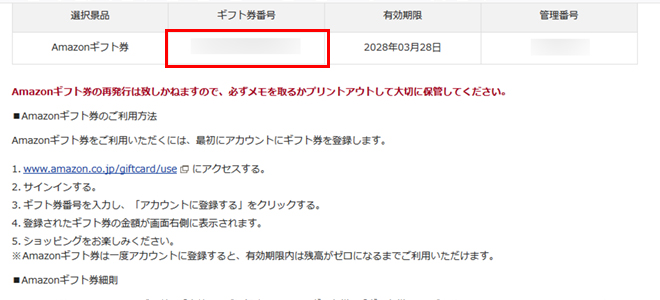 選択景品 ギフト券番号 有効期限 管理番号
Amazonギフト券 2028年03月28日
Amazonギフト券の再発行は致しかねますので、必ずメモを取るかプリントアウトして大切に保管してください。
■Amazonギフト券のご利用方法
Amazonギフト券をご利用いただくには、最初にアカウントにギフト券を登録します。
1. www.amazon.co.jp/giftcard/use にアクセスする。
2. サインインする。
3. ギフト券番号を入力し、「アカウントに登録する」をクリックする。
4. 登録されたギフト券の金額が画面右側に表示されます。
5. ショッピングをお楽しみください。
※Amazonギフト券は一度アカウントに登録すると、有効期限内は残高がゼロになるまでご利用いただけます。
■Amazonギフト券細則